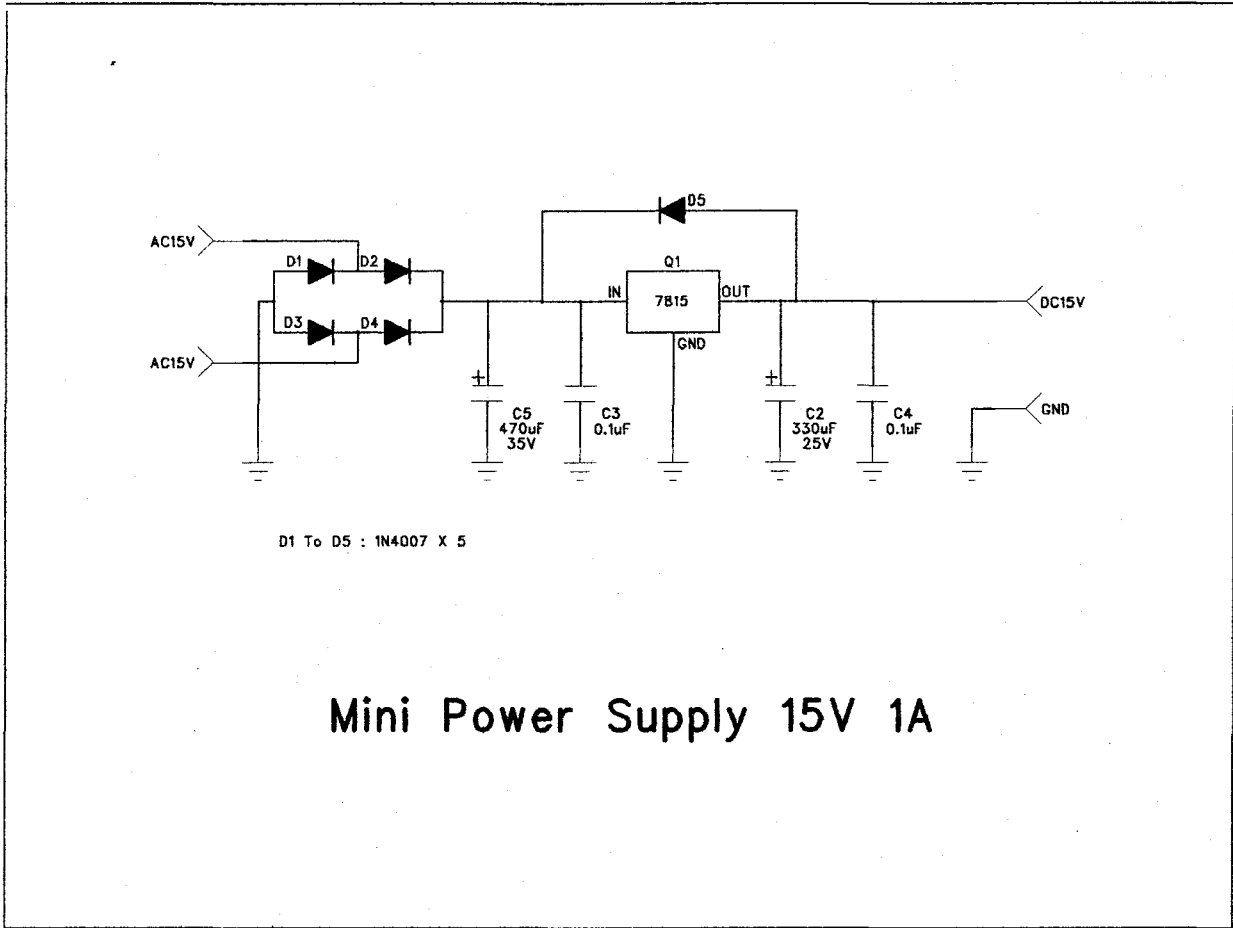 D5
AC15V
D1
D2
Q1
IN
7815
OUT
DC15V
D3
D4
GND
AC15V
+
+
C5
470uF
35V
C3
0.1uF
C2
330uF
25V
C4
0.1uF
GND
D1 To D5 : 1N4007 X 5
Mini Power Supply 15V 1A